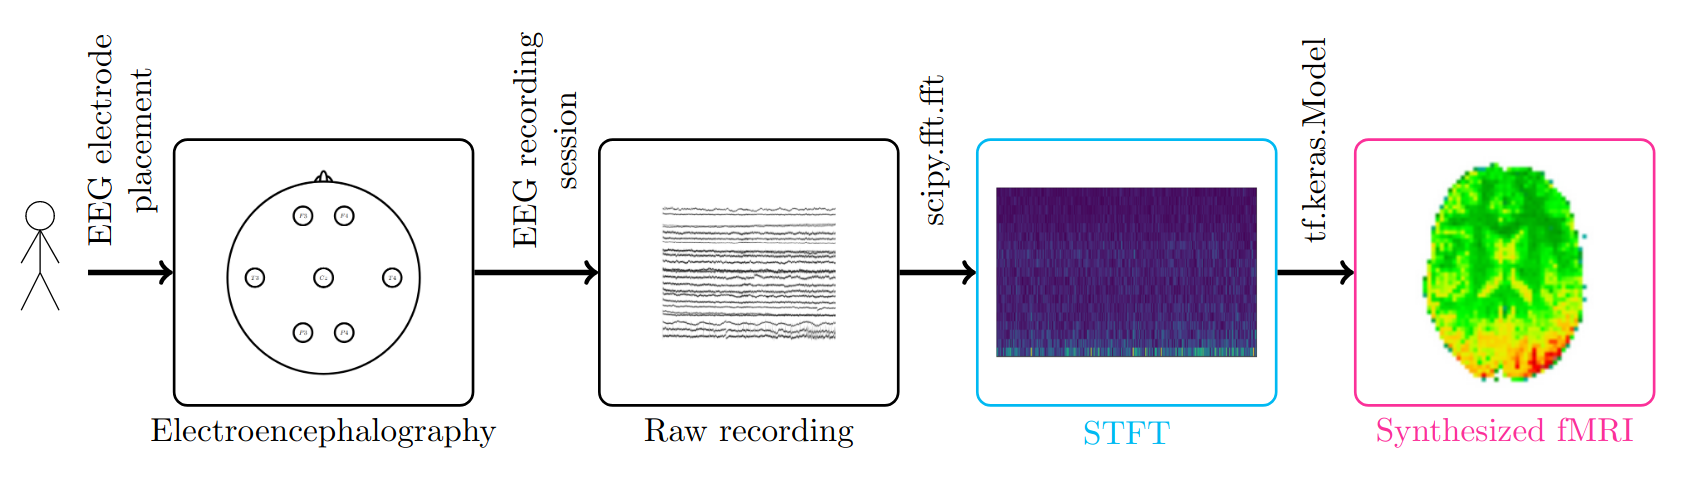 EEG electrode
placement
EEG recording
session
scipy.fft.fft
tf.keras.Model
F3 F4
T3 Cz T4
P3 P4
Electroencephalography
Raw recording
STFT
Synthesized fMRI